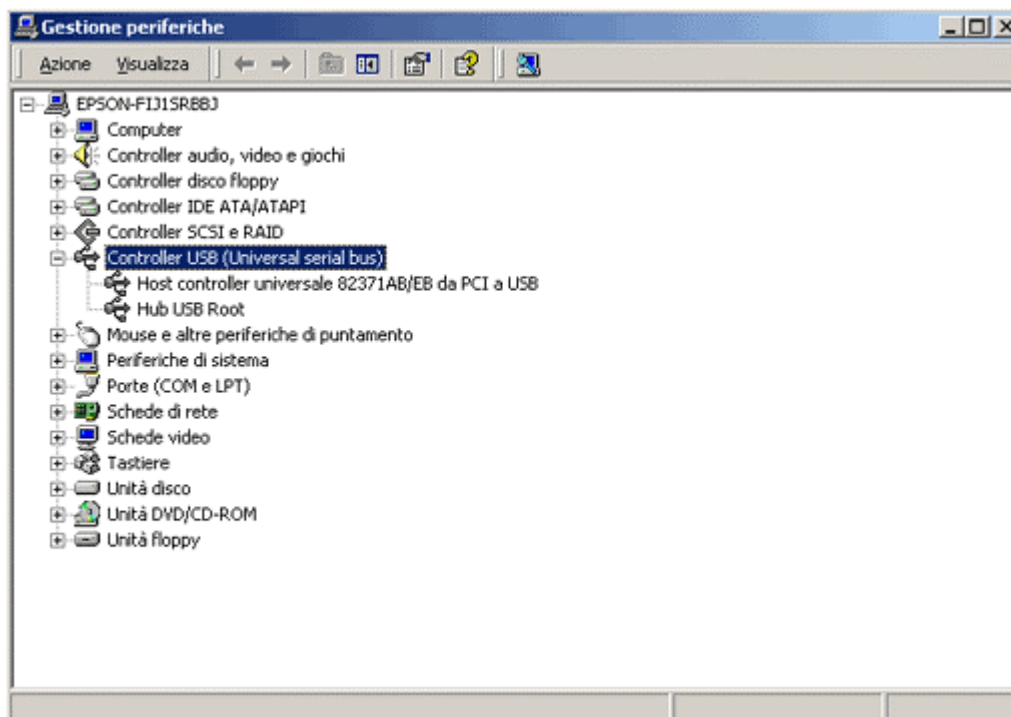 Gestione periferiche
Azione Visualizza
EPSON-FIJ1SRBBJ
Computer
Controller audio, video e giochi
Controller disco floppy
Controller IDE ATA/ATAPI
Controller SCSI e RAID
Controller USB (Universal serial bus)
Host controller universale 82371AB/EB da PCI a USB
Hub USB Root
Mouse e altre periferiche di puntamento
Periferiche di sistema
Porte (COM e LPT)
Schede di rete
Schede video
Tastiere
Unità disco
Unità DVD/CD-ROM
Unità floppy